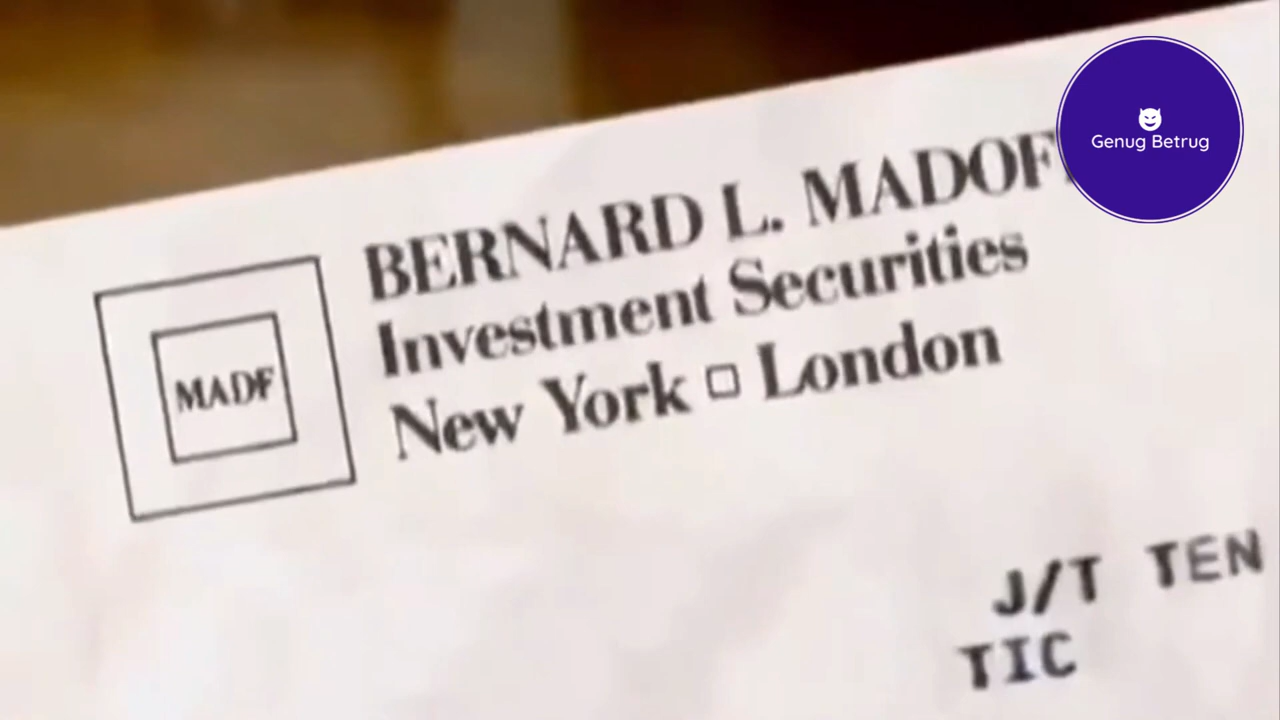 BERNARD L. MADOF
Investment Securities
New York □ London
MADF
J/T TEN
TIC
Genug Betrug